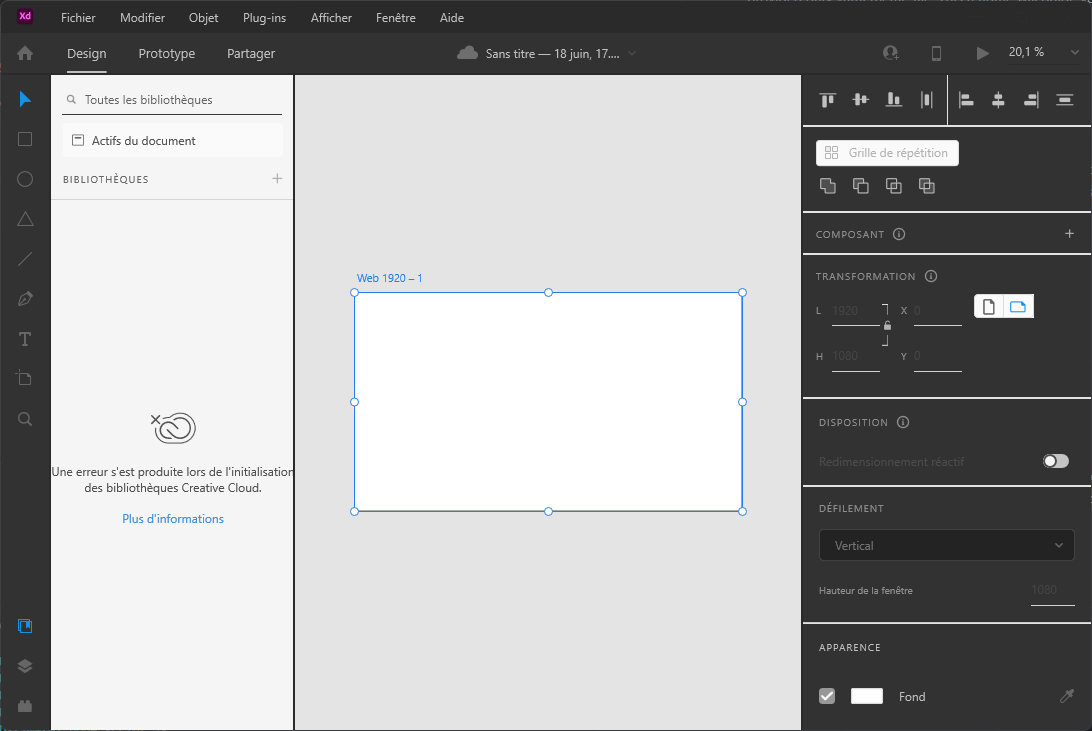 Xd Fichier Modifier Objet Plug-ins Afficher Fenêtre Aide
Design Prototype Partager Sans titre — 18 juin, 17.... 20,1 %
Toutes les bibliothèques
Actifs du document
BIBLIOTHÈQUES
Une erreur s'est produite lors de l'initialisation
des bibliothèques Creative Cloud.
Plus d'informations
Web 1920 – 1
Grille de répétition
COMPOSANT
TRANSFORMATION
L 1920 X 0
H 1080 Y 0
DISPOSITION
Redimensionnement réactif
DÉFILEMENT
Vertical
Hauteur de la fenêtre 1080
APPARENCE
Fond